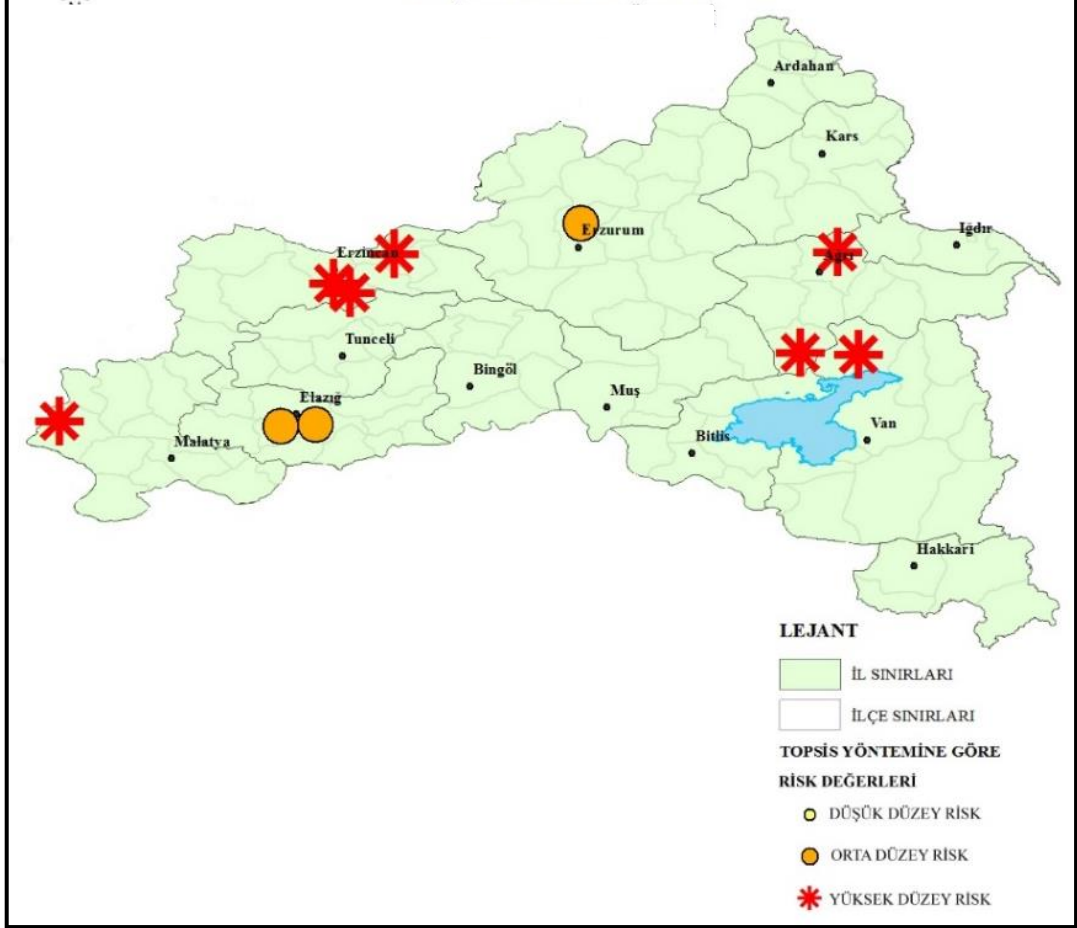 Ardahan
Kars
Iğdır
Erzurum
Erzincan
Ağrı
Tunceli
Bingöl
Elazığ
Muş
Van
Malatya
Bitlis
Hakkari
LEJANT
İL SINIRLARI
İLÇE SINIRLARI
TOPSİS YÖNTEMİNE GÖRE
RİSK DEĞERLERİ
DÜŞÜK DÜZEY RİSK
ORTA DÜZEY RİSK
YÜKSEK DÜZEY RİSK